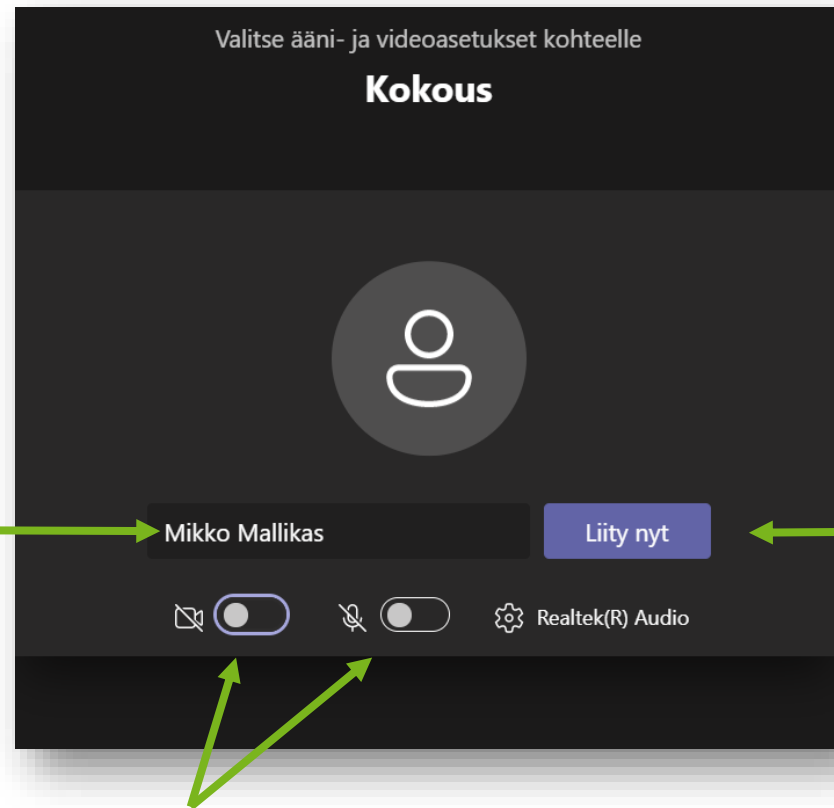 Valitse ääni- ja videoasetukset kohteelle
Kokous
Mikko Mallikas
Liity nyt
Realtek(R) Audio